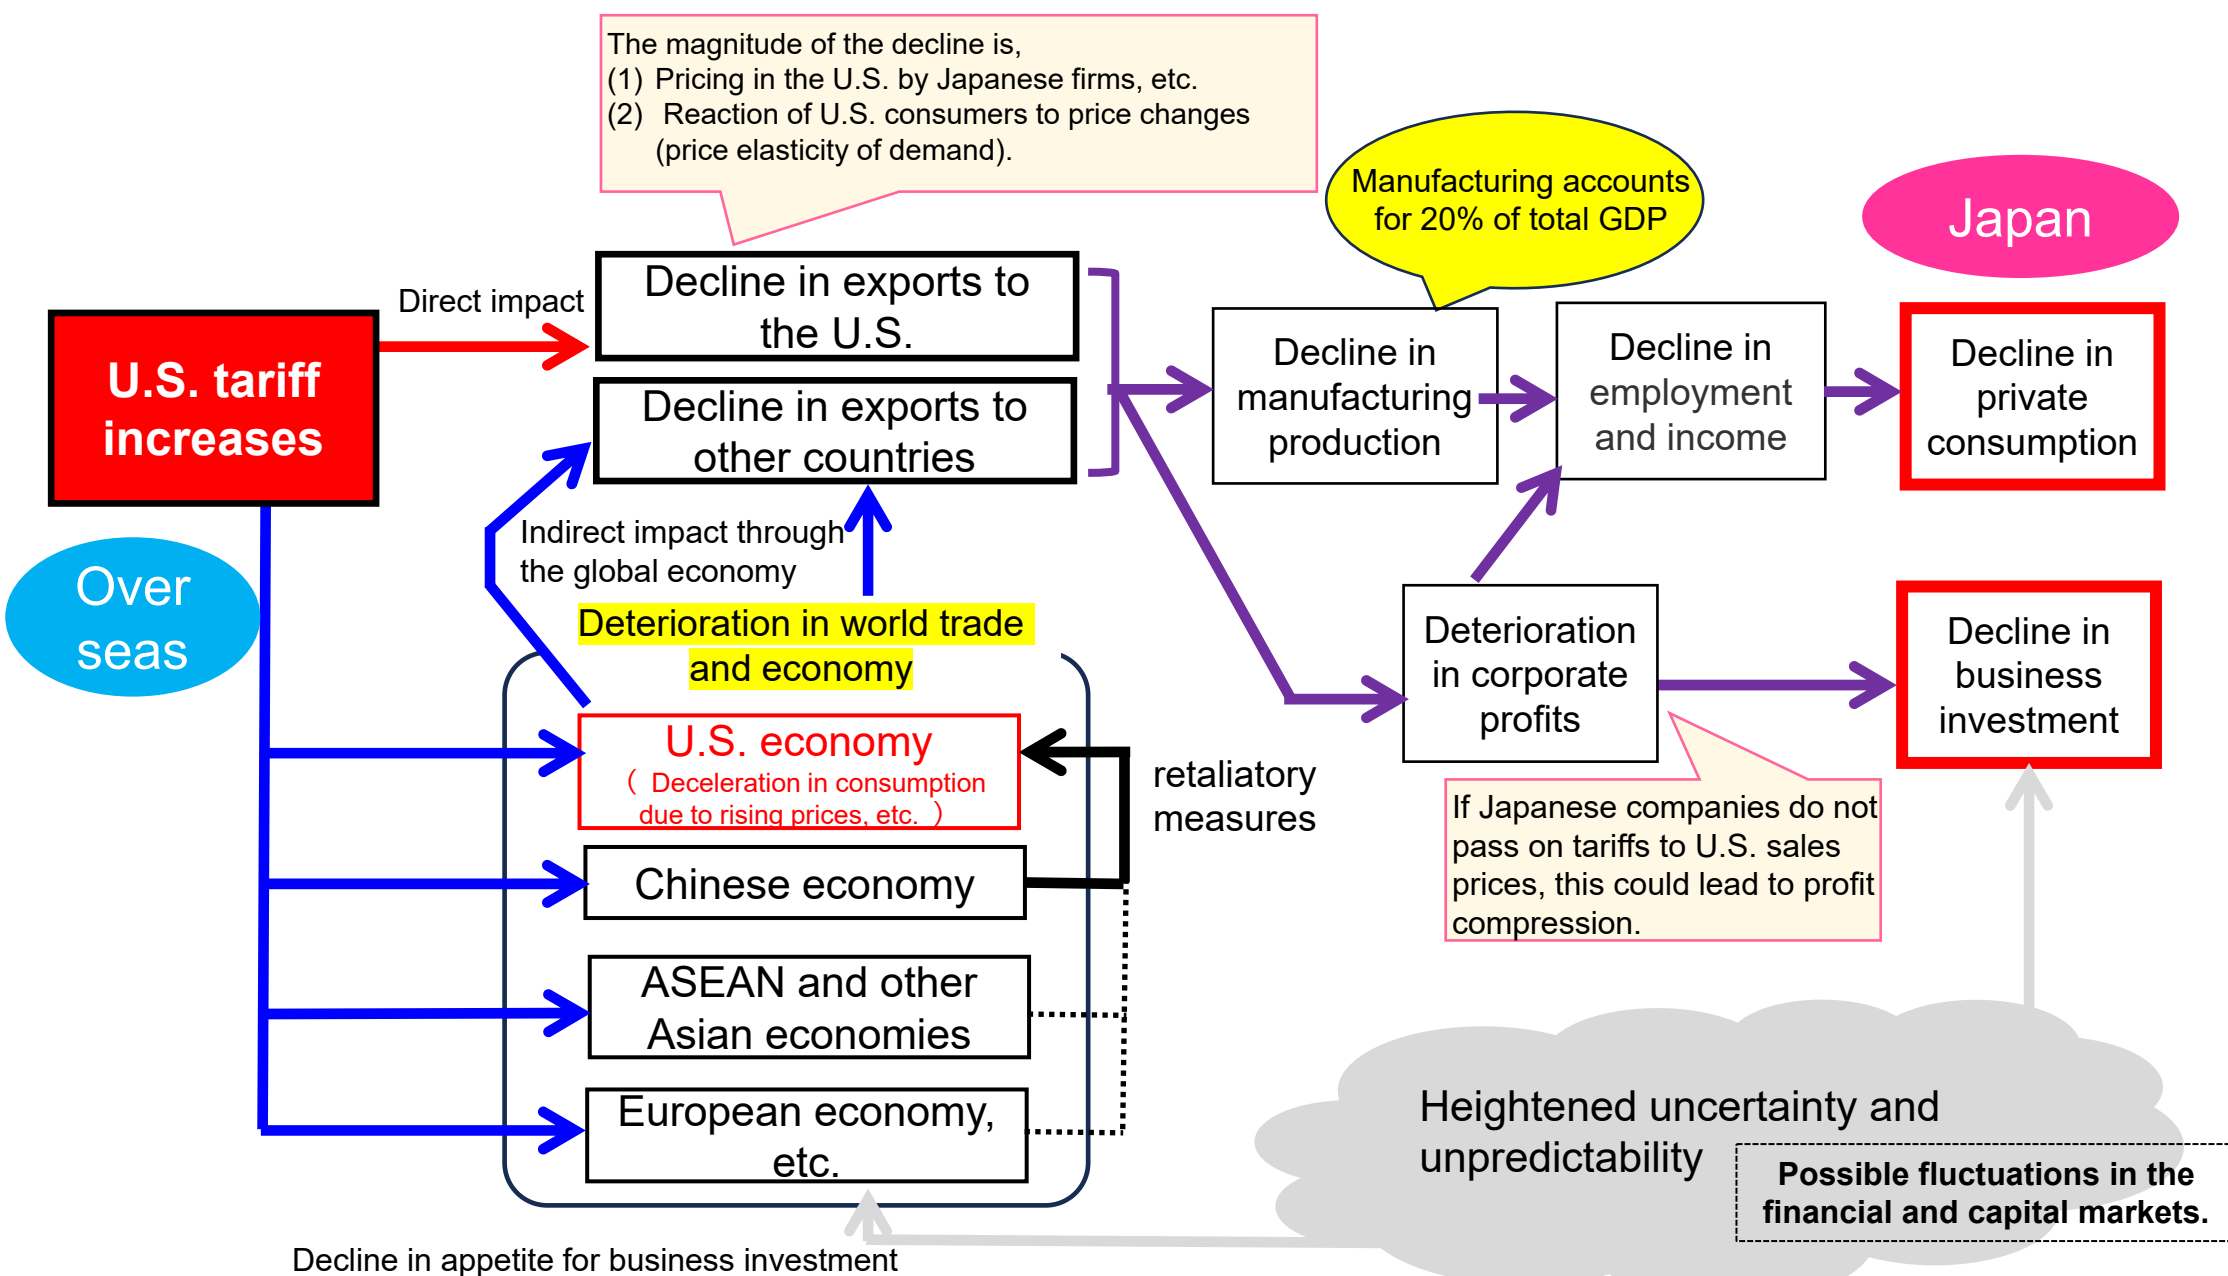 The magnitude of the decline is,
(1) Pricing in the U.S. by Japanese firms, etc.
(2) Reaction of U.S. consumers to price changes
(price elasticity of demand).
Manufacturing accounts
for 20% of total GDP
Japan
Direct impact
U.S. tariff
increases
Decline in exports to
the U.S.
Decline in exports to
other countries
Decline in
manufacturing
production
Decline in
employment
and income
Decline in
private
consumption
Over
seas
Indirect impact through
the global economy
Deterioration in world trade
and economy
U.S. economy
( Deceleration in consumption
due to rising prices, etc. )
Chinese economy
ASEAN and other
Asian economies
European economy,
etc.
retaliatory
measures
Deterioration
in corporate
profits
Decline in
business
investment
If Japanese companies do not
pass on tariffs to U.S. sales
prices, this could lead to profit
compression.
Heightened uncertainty and
unpredictability
Possible fluctuations in the
financial and capital markets.
Decline in appetite for business investment